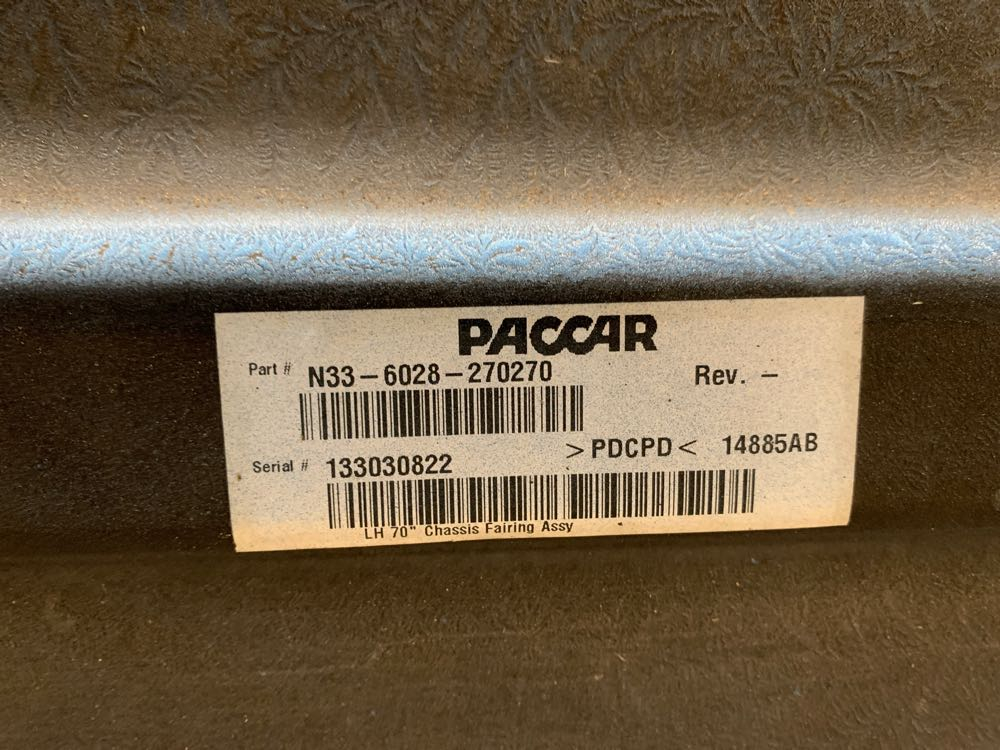 PACCAR
Part # N33-6028-270270 Rev. -
>PDCPD< 14885AB
Serial # 133030822
LH 70" Chassis Fairing Assy